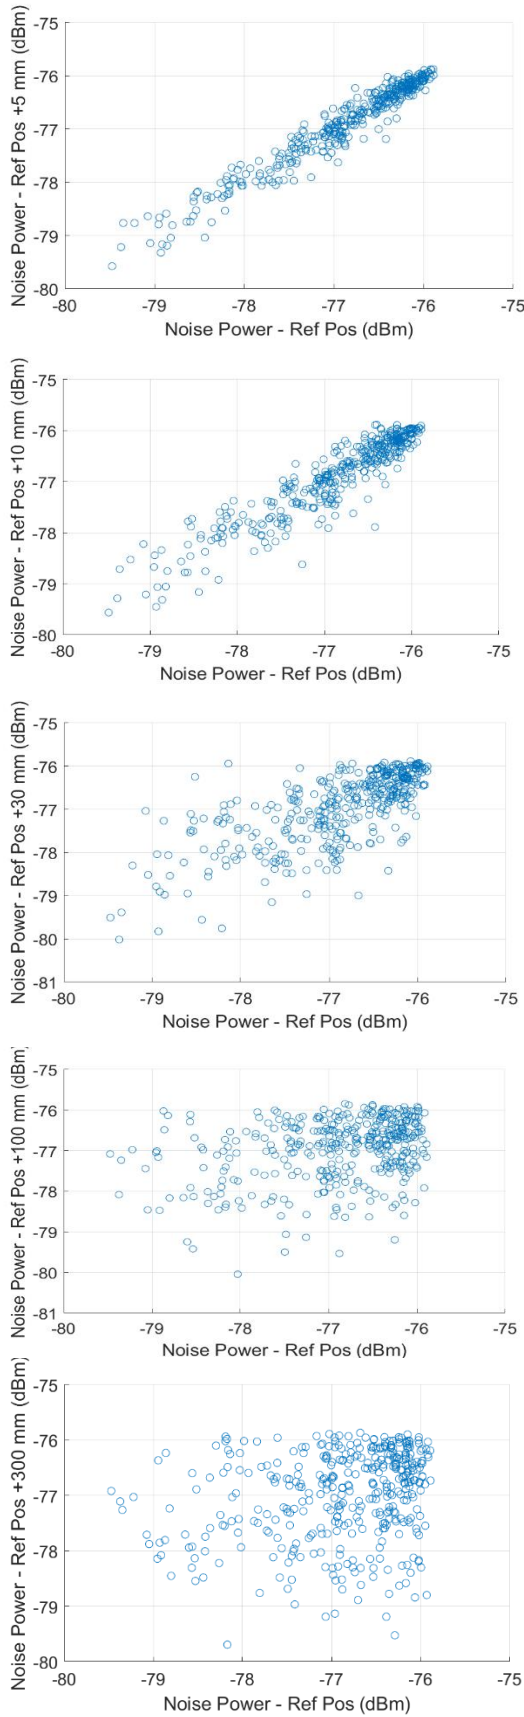 Noise Power - Ref Pos +5 mm (dBm)
-75
-76
-77
-78
-79
-80
-80 -79 -78 -77 -76 -75
Noise Power - Ref Pos (dBm)
Noise Power - Ref Pos +10 mm (dBm)
-75
-76
-77
-78
-79
-80
-80 -79 -78 -77 -76 -75
Noise Power - Ref Pos (dBm)
Noise Power - Ref Pos +30 mm (dBm)
-75
-76
-77
-78
-79
-80
-81
-80 -79 -78 -77 -76 -75
Noise Power - Ref Pos (dBm)
Noise Power - Ref Pos +100 mm (dBm)
-75
-76
-77
-78
-79
-80
-81
-80 -79 -78 -77 -76 -75
Noise Power - Ref Pos (dBm)
Noise Power - Ref Pos +300 mm (dBm)
-75
-76
-77
-78
-79
-80
-80 -79 -78 -77 -76 -75
Noise Power - Ref Pos (dBm)